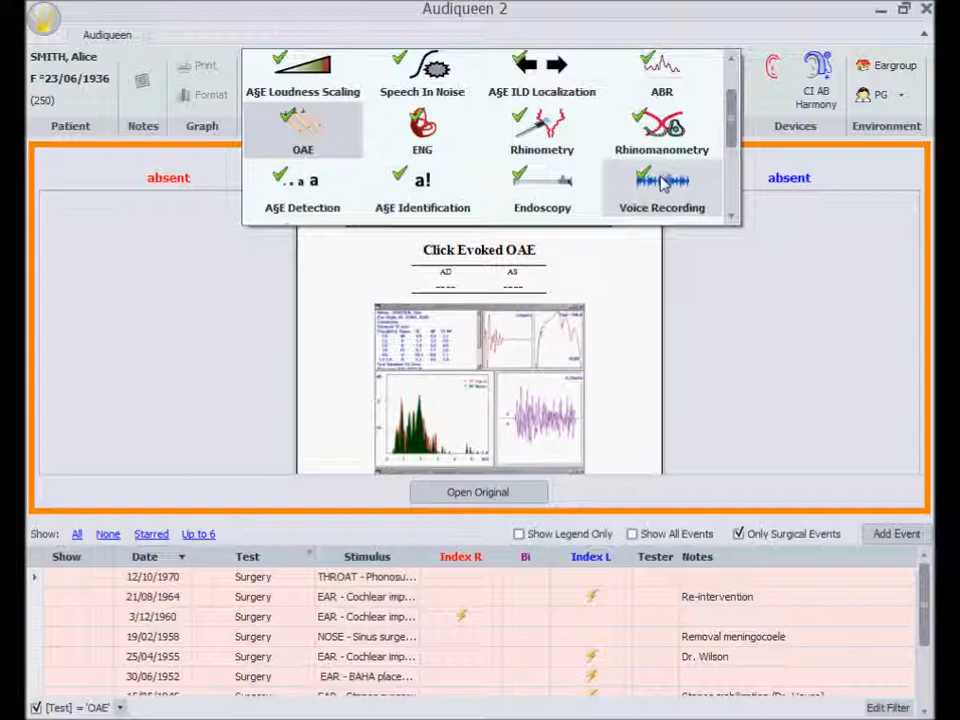 Audiqueen 2
Audiqueen
SMITH, Alice
F °23/06/1936
(250)
Patient
Notes
Print
Format
Graph
A§E Loudness Scaling
Speech In Noise
A§E ILD Localization
ABR
OAE
ENG
Rhinometry
Rhinomanometry
..a a
A§E Detection
a!
A§E Identification
Endoscopy
Voice Recording
CI AB
Harmony
Devices
Eargroup
PG
Environment
absent
absent
Click Evoked OAE
AD AS
---- ----
Open Original
Show: All None Starred Up to 6
Show Legend Only Show All Events Only Surgical Events Add Event
Show Date Test Stimulus Index R Bi Index L Tester Notes
12/10/1970 Surgery THROAT - Phonosu...
21/08/1964 Surgery EAR - Cochlear imp... Re-intervention
3/12/1960 Surgery EAR - Cochlear imp...
19/02/1958 Surgery NOSE - Sinus surge... Removal meningocoele
25/04/1955 Surgery EAR - Cochlear imp... Dr. Wilson
30/06/1952 Surgery EAR - BAHA place...
[Test] = 'OAE' Edit Filter